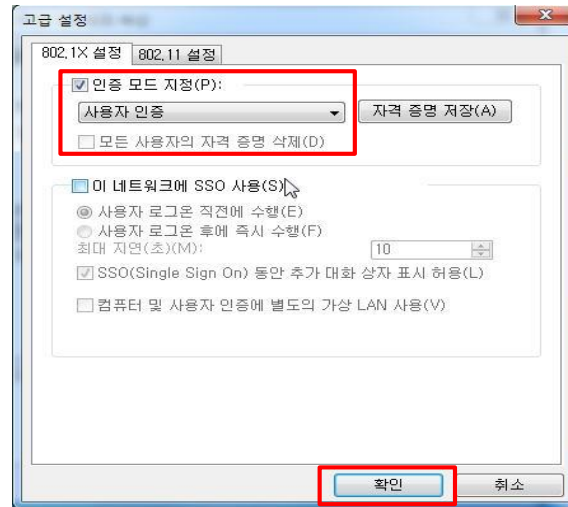 고급 설정
802.1X 설정 802.11 설정
인증 모드 지정(P):
사용자 인증 자격 증명 저장(A)
모든 사용자의 자격 증명 삭제(D)
이 네트워크에 SSO 사용(S)
사용자 로그온 직전에 수행(E)
사용자 로그온 후에 즉시 수행(F)
최대 지연(초)(M): 10
SSO(Single Sign On) 동안 추가 대화 상자 표시 허용(L)
컴퓨터 및 사용자 인증에 별도의 가상 LAN 사용(V)
확인 취소